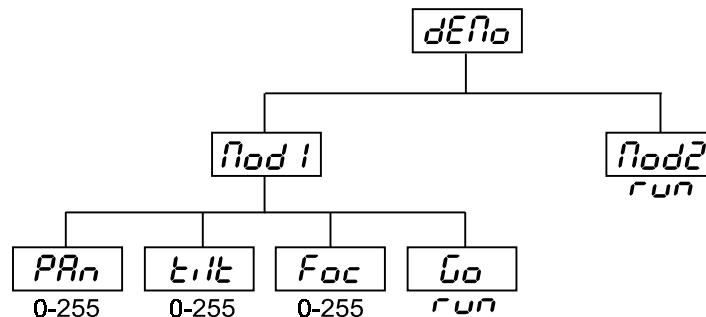 dEMo
Mod1 Mod2
run
PAn tilt Foc Go
0-255 0-255 0-255 run